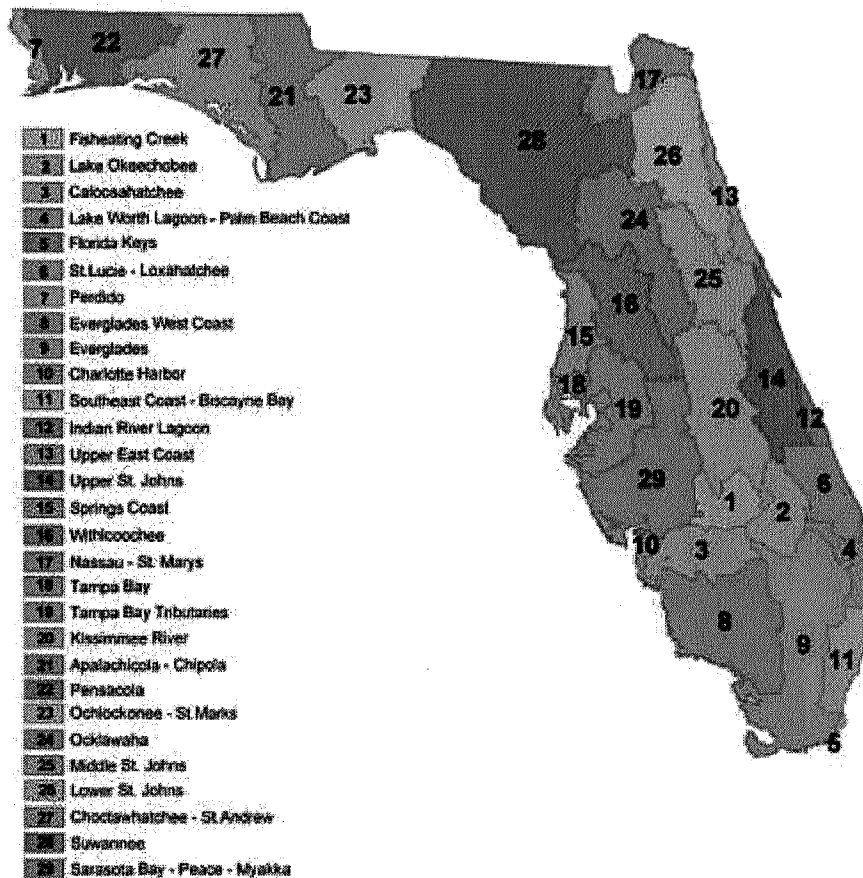 7
22
27
21
23
28
17
26
13
24
25
16
15
14
18
19
20
12
29
6
1
2
10
3
4
8
9
11
5
1 Fisheating Creek
2 Lake Okeechobee
3 Caloosahatchee
4 Lake Worth Lagoon - Palm Beach Coast
5 Florida Keys
6 St.Lucie - Loxahatchee
7 Perdido
8 Everglades West Coast
9 Everglades
10 Charlotte Harbor
11 Southeast Coast - Biscayne Bay
12 Indian River Lagoon
13 Upper East Coast
14 Upper St. Johns
15 Springs Coast
16 Withlcoochee
17 Nassau - St. Marys
18 Tampa Bay
19 Tampa Bay Tributaries
20 Kissimmee River
21 Apalachicola - Chipola
22 Pensacola
23 Ochlockonee - St.Marks
24 Ocklawaha
25 Middle St. Johns
26 Lower St. Johns
27 Choctawhatchee - St.Andrew
28 Suwannee
29 Sarasota Bay - Peace - Myakka